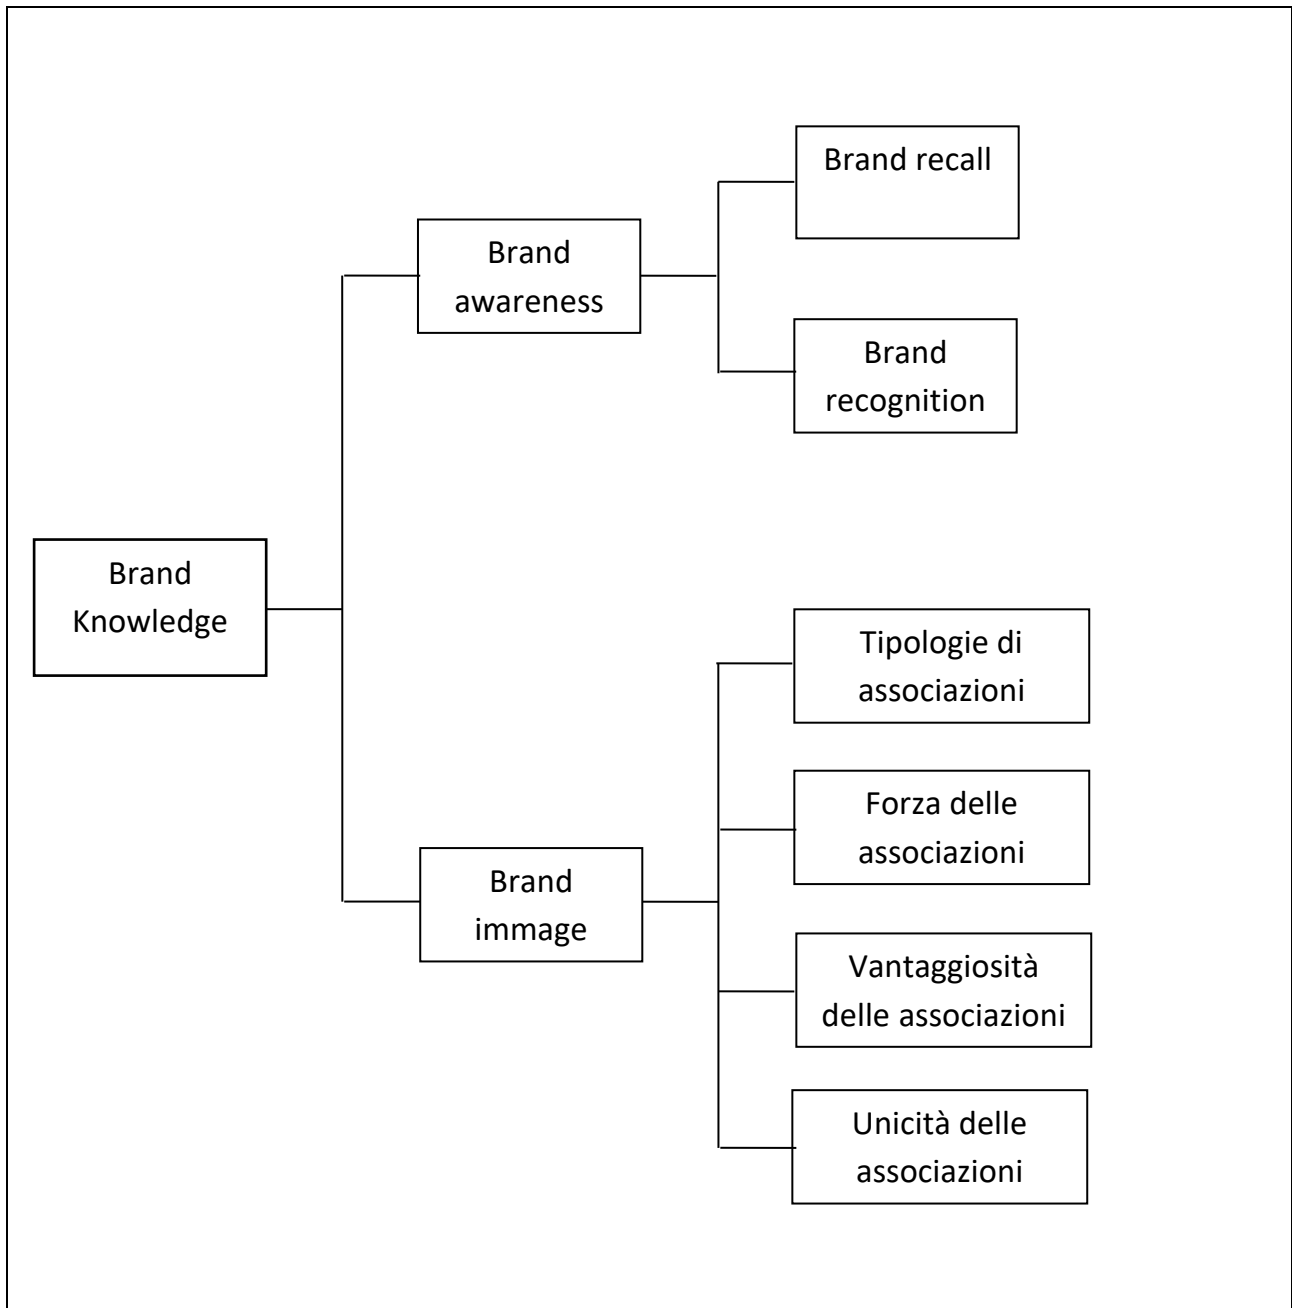 Brand recall
Brand
awareness
Brand
recognition
Brand
Knowledge
Tipologie di
associazioni
Forza delle
associazioni
Brand
immage
Vantaggiosità
delle associazioni
Unicità delle
associazioni